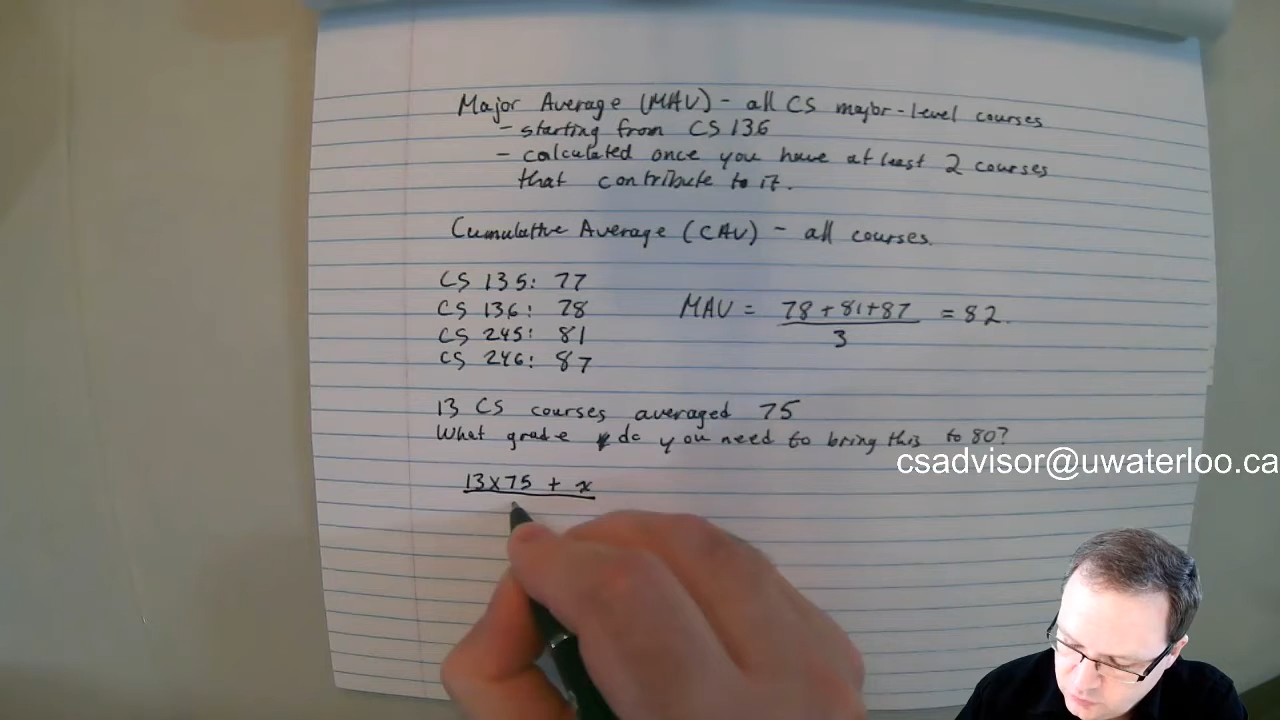 Major Average (MAV) - all CS major-level courses
- starting from CS 136
- calculated once you have at least 2 courses
that contribute to it.
Cumulative Average (CAV) - all courses.
CS 135: 77
CS 136: 78
CS 245: 81
CS 246: 87
MAV = 78+81+87 = 82.
3
13 CS courses averaged 75
What grade do you need to bring this to 80?
csadvisor@uwaterloo.ca
13x75 + x